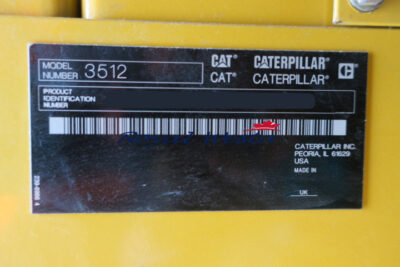 MODEL NUMBER 3512
CAT® CATERPILLAR®
CAT® CATERPILLAR®
PRODUCT
IDENTIFICATION
NUMBER
CATERPILLAR INC.
PEORIA, IL 61629
USA
MADE IN
UK